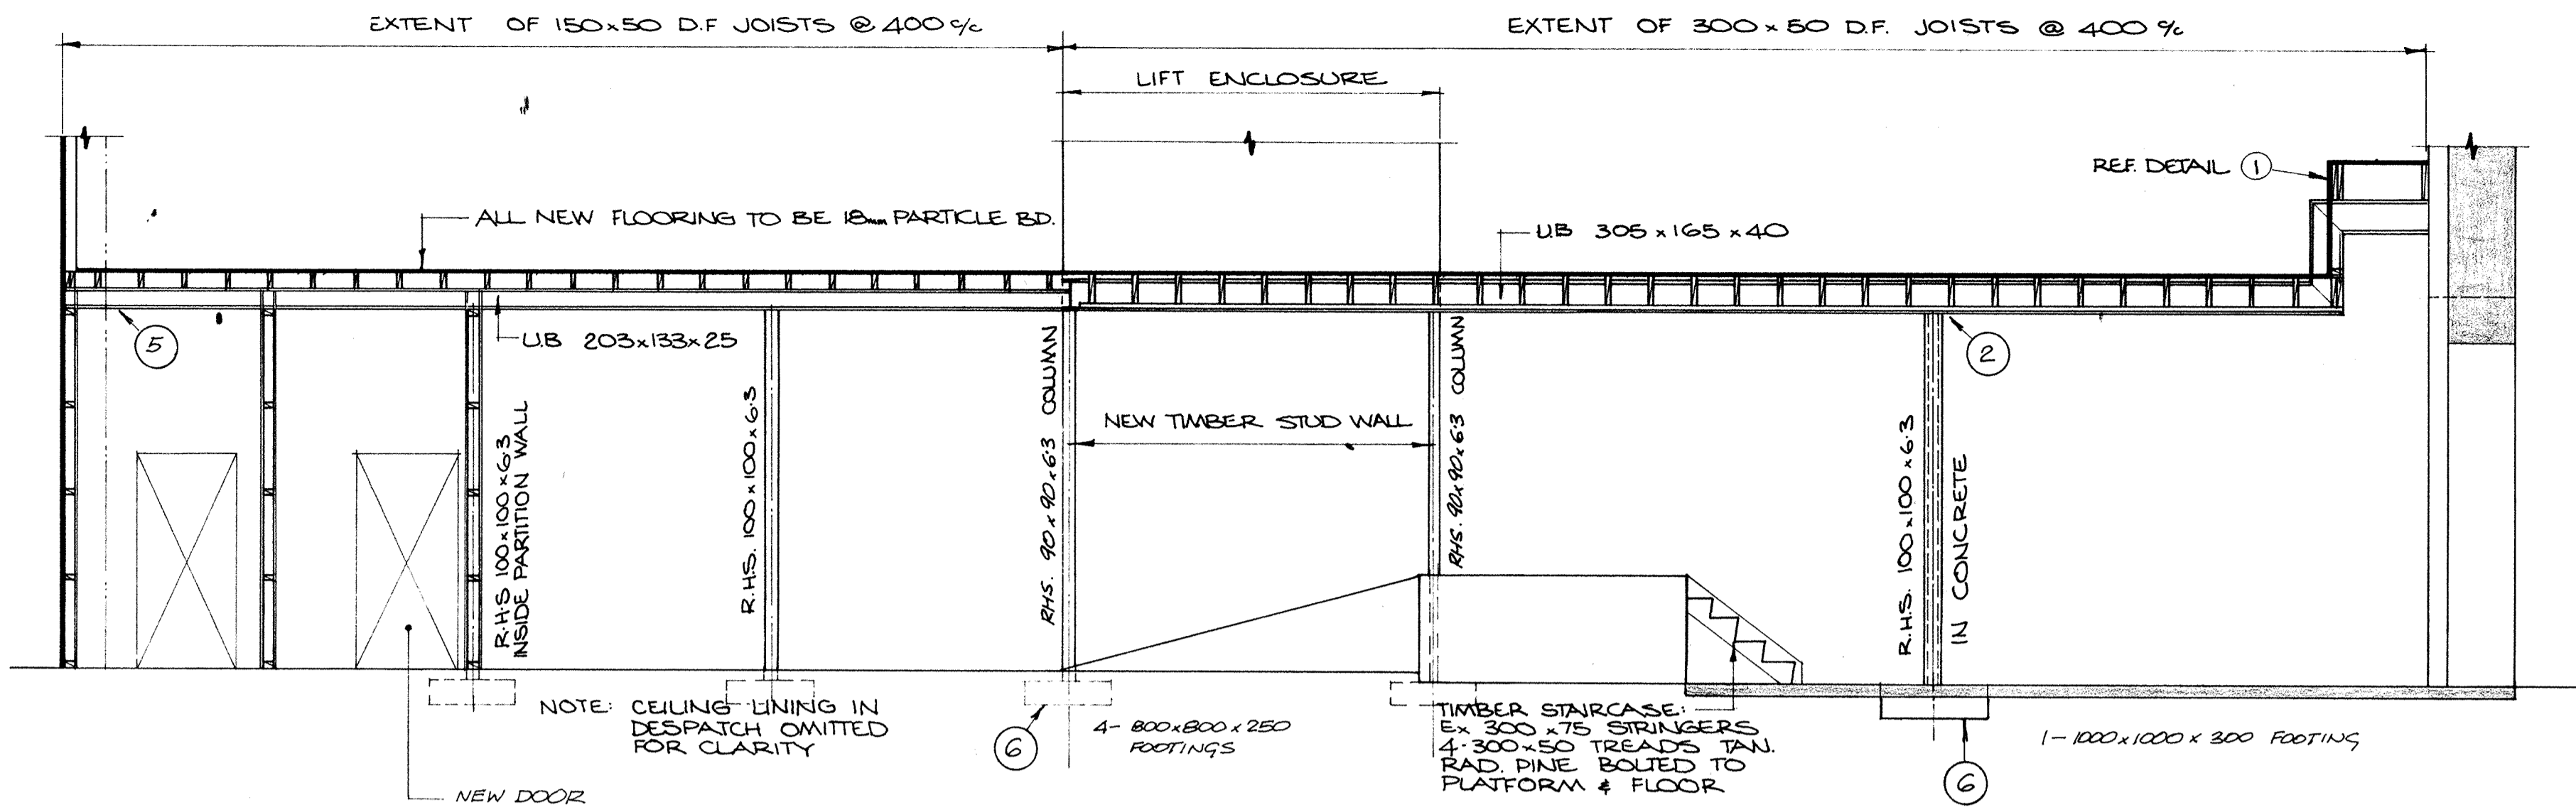 EXTENT OF 150x50 D.F JOISTS @ 400 c/c
EXTENT OF 300x50 D.F. JOISTS @ 400 c/c
LIFT ENCLOSURE
REF. DETAIL 1
ALL NEW FLOORING TO BE 18mm PARTICLE BD.
U.B 305x165x40
5
U.B 203x133x25
2
R.H.S 100x100x6.3
INSIDE PARTITION WALL
R.H.S. 100x100x6.3
RHS. 90x90x6.3 COLUMN
NEW TIMBER STUD WALL
RHS. 90x90x6.3 COLUMN
R.H.S. 100x100x6.3
IN CONCRETE
NOTE: CEILING LINING IN
DESPATCH OMITTED
FOR CLARITY
6
4- 800x800x250
FOOTINGS
TIMBER STAIRCASE:
Ex 300x75 STRINGERS
4-300x50 TREADS TAN.
RAD. PINE BOLTED TO
PLATFORM & FLOOR
6
1-1000x1000x300 FOOTING
NEW DOOR